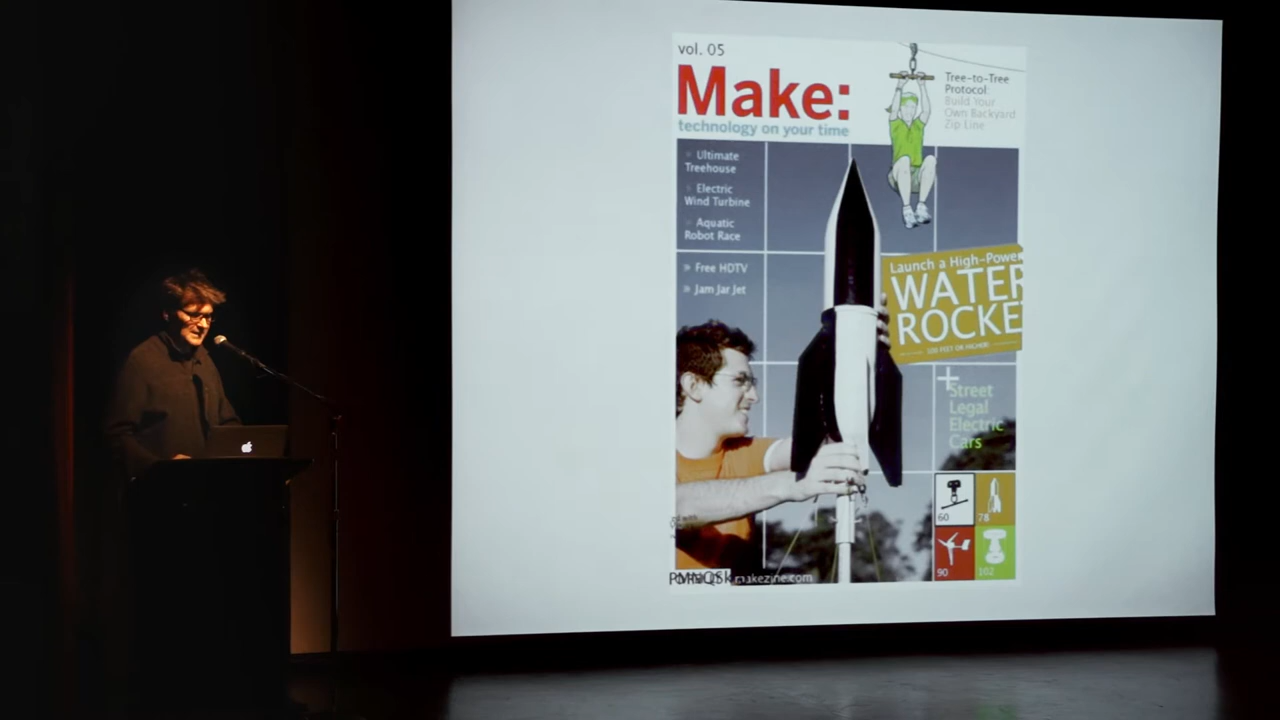 vol. 05
Make:
technology on your time
Tree-to-Tree
Protocol:
Build Your
Own Backyard
Zip Line
» Ultimate
Treehouse
» Electric
Wind Turbine
» Aquatic
Robot Race
» Free HDTV
» Jam Jar Jet
Launch a High-Power
WATER
ROCKE
+
Street
Legal
Electric
Cars
60
78
90
102
makezine.com